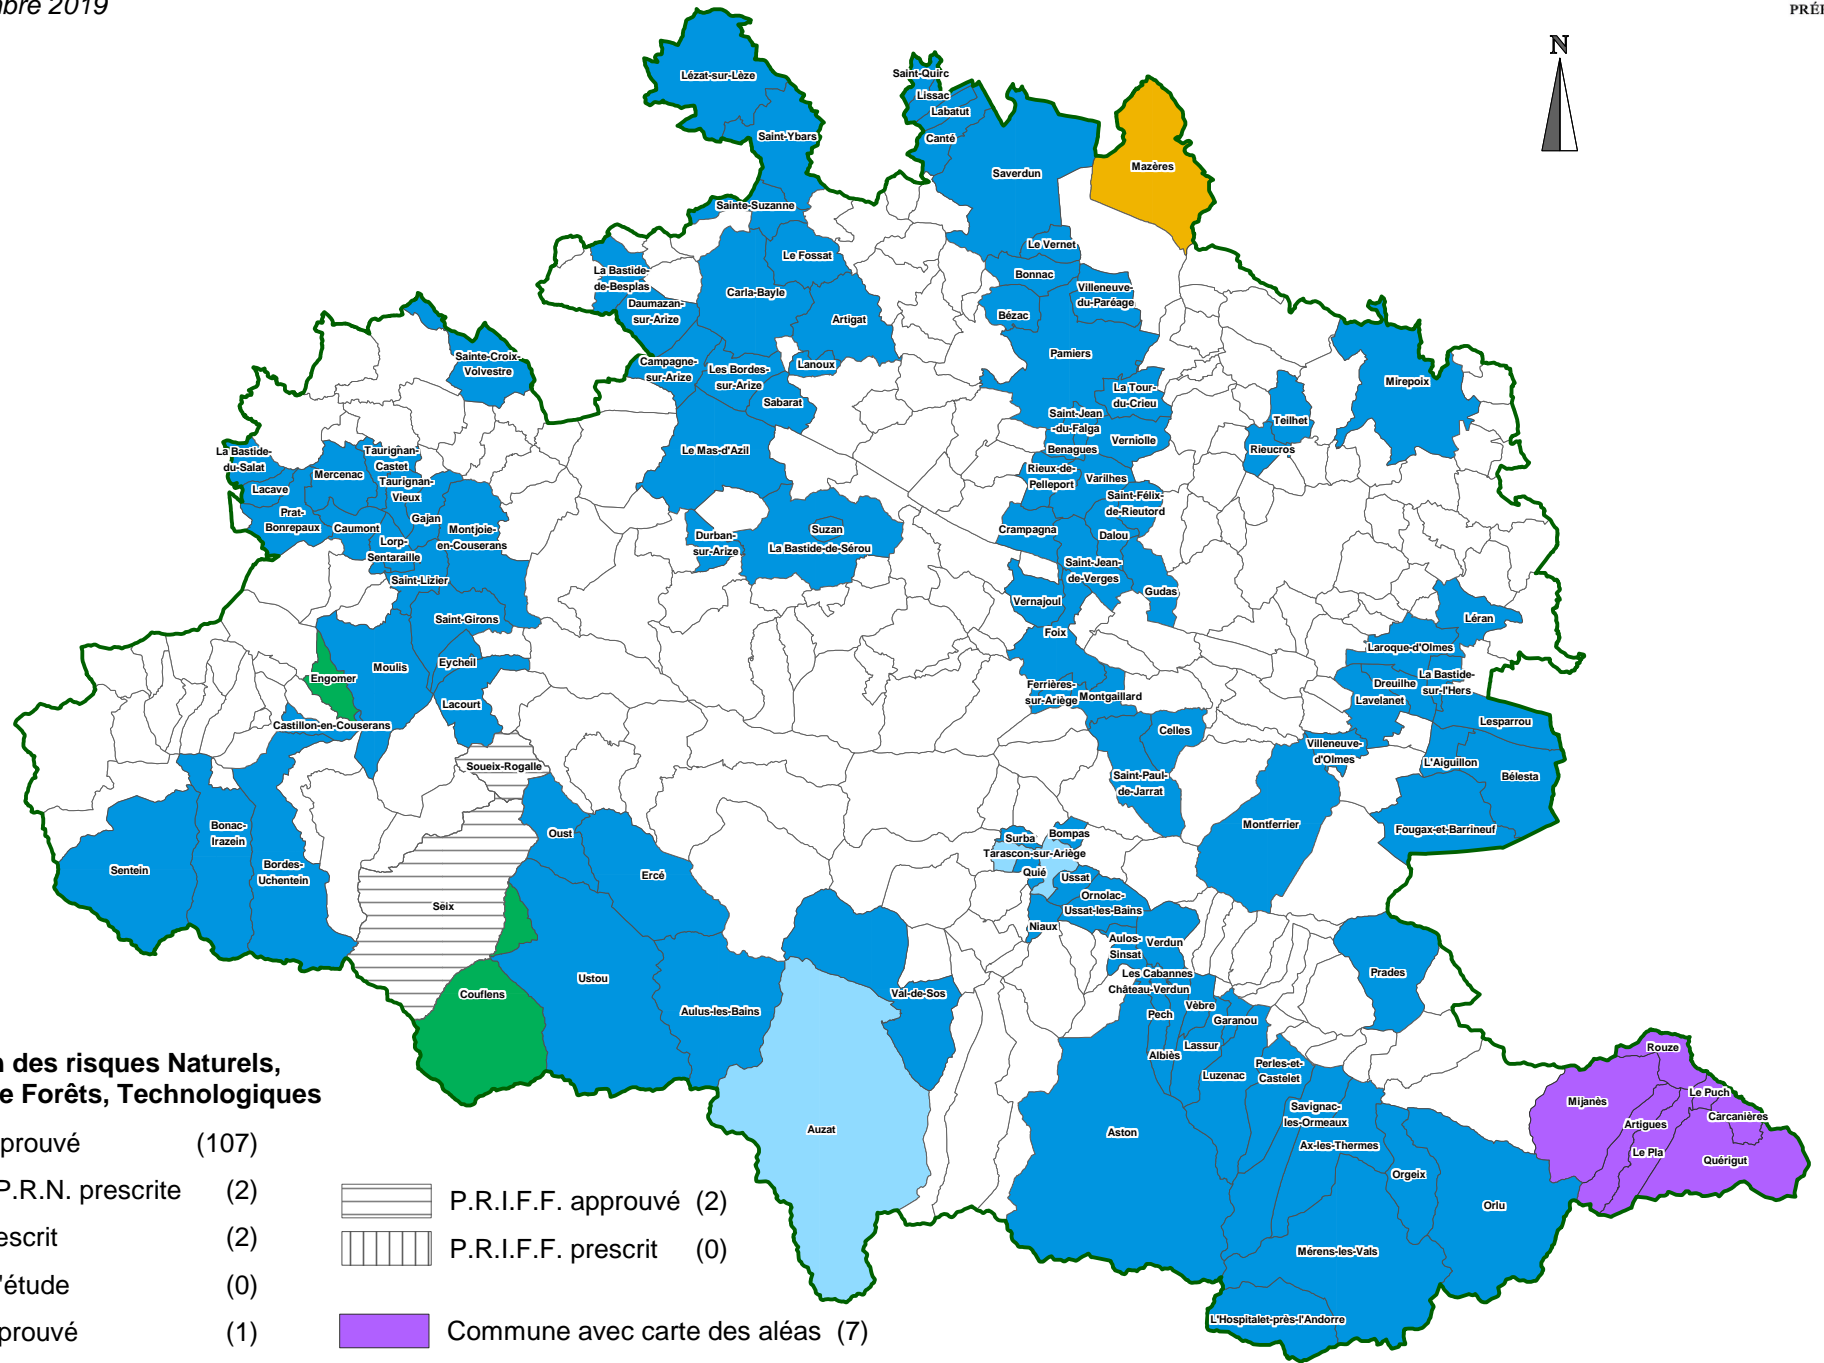 mbre 2019
PRÉ
N
Lézat-sur-Lèze
Saint-Ybars
Saint-Quirc
Lissac
Labatut
Canté
Saverdun
Mazères
Sainte-Suzanne
Le Fossat
La Bastide-
de-Besplas
Daumazan-
sur-Arize
Carla-Bayle
Artigat
Le Vernet
Bonnac
Villeneuve-
du-Paréage
Bézac
Pamiers
Sainte-Croix-
Volvestre
Campagne-
sur-Arize
Les Bordes-
sur-Arize
Lanoux
Sabarat
La Tour-
du-Crieu
Mirepoix
Teilhet
Rieucros
Saint-Jean
-du-Falga
Verniolle
Benagues
Le Mas-d'Azil
La Bastide-
du-Salat
Taurignan-
Castet
Mercenac
Taurignan-
Vieux
Lacave
Prat-
Bonrepaux
Caumont
Gajan
Montjoie-
en-Couserans
Lorp-
Sentaraille
Saint-Lizier
Rieux-de-
Pelleport
Varilhes
Saint-Félix-
de-Rieutord
Crampagna
Dalou
Durban-
sur-Arize
Suzan
La Bastide-de-Sérou
Saint-Jean-
de-Verges
Gudas
Vernajoul
Saint-Girons
Foix
Léran
Laroque-d'Olmes
Engomer
Moulis
Eycheil
Lacourt
Castillon-en-Couserans
Ferrières-
sur-Ariège
Montgaillard
Dreuilhe
La Bastide-
sur-l'Hers
Lavelanet
Lesparrou
Celles
Villeneuve-
d'Olmes
L'Aiguillon
Bélesta
Soueix-Rogalle
Saint-Paul-
de-Jarrat
Montferrier
Fougax-et-Barrineuf
Bonac-
Irazein
Oust
Surba
Bompas
Tarascon-sur-Ariège
Sentein
Bordes-
Uchentein
Ercé
Quié
Ussat
Ornolac-
Ussat-les-Bains
Seix
Niaux
Aulos-
Sinsat
Verdun
Prades
Ustou
Les Cabannes
Château-Verdun
Couflens
Val-de-Sos
Aulus-les-Bains
Pech
Vèbre
Garanou
Albiès
Lassur
Luzenac
Perles-et-
Castelet
Rouze
Mijanès
Le Puch
Carcanières
Artigues
Le Pla
Quérigut
Auzat
Aston
Savignac-
les-Ormeaux
Ax-les-Thermes
Orgeix
Orlu
Mérens-les-Vals
L'Hospitalet-près-l'Andorre
n des risques Naturels,
e Forêts, Technologiques
prouvé (107)
P.R.N. prescrite (2)
escrit (2)
'étude (0)
prouvé (1)
P.R.I.F.F. approuvé (2)
P.R.I.F.F. prescrit (0)
Commune avec carte des aléas (7)